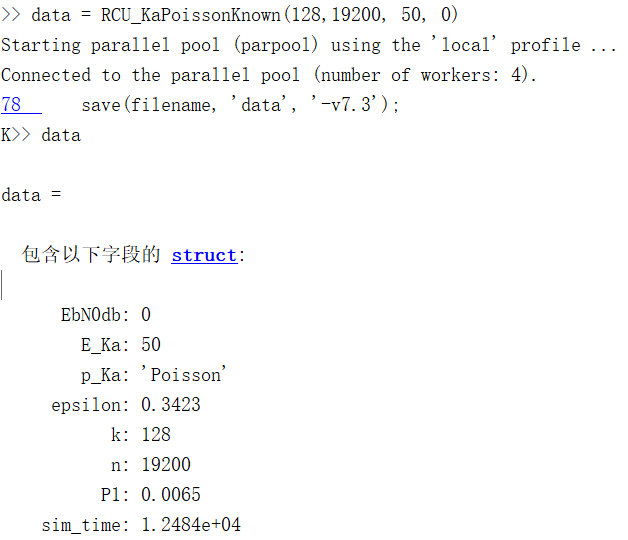 >> data = RCU_KaPoissonKnown(128,19200, 50, 0)
Starting parallel pool (parpool) using the 'local' profile ...
Connected to the parallel pool (number of workers: 4).
78 save(filename, 'data', '-v7.3');
K>> data
data =
包含以下字段的 struct:
EbN0db: 0
E_Ka: 50
p_Ka: 'Poisson'
epsilon: 0.3423
k: 128
n: 19200
P1: 0.0065
sim_time: 1.2484e+04